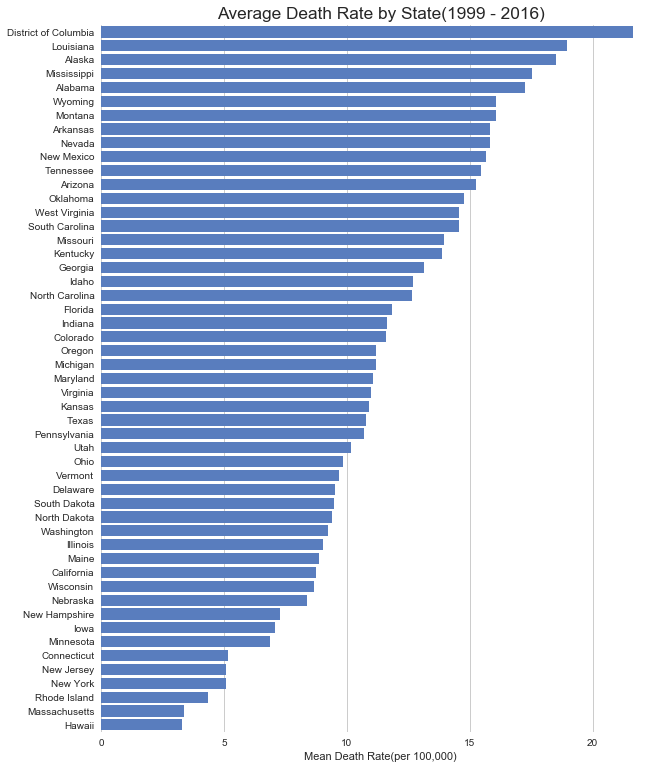 Average Death Rate by State(1999 - 2016)
District of Columbia
Louisiana
Alaska
Mississippi
Alabama
Wyoming
Montana
Arkansas
Nevada
New Mexico
Tennessee
Arizona
Oklahoma
West Virginia
South Carolina
Missouri
Kentucky
Georgia
Idaho
North Carolina
Florida
Indiana
Colorado
Oregon
Michigan
Maryland
Virginia
Kansas
Texas
Pennsylvania
Utah
Ohio
Vermont
Delaware
South Dakota
North Dakota
Washington
Illinois
Maine
California
Wisconsin
Nebraska
New Hampshire
Iowa
Minnesota
Connecticut
New Jersey
New York
Rhode Island
Massachusetts
Hawaii
0 5 10 15 20
Mean Death Rate(per 100,000)